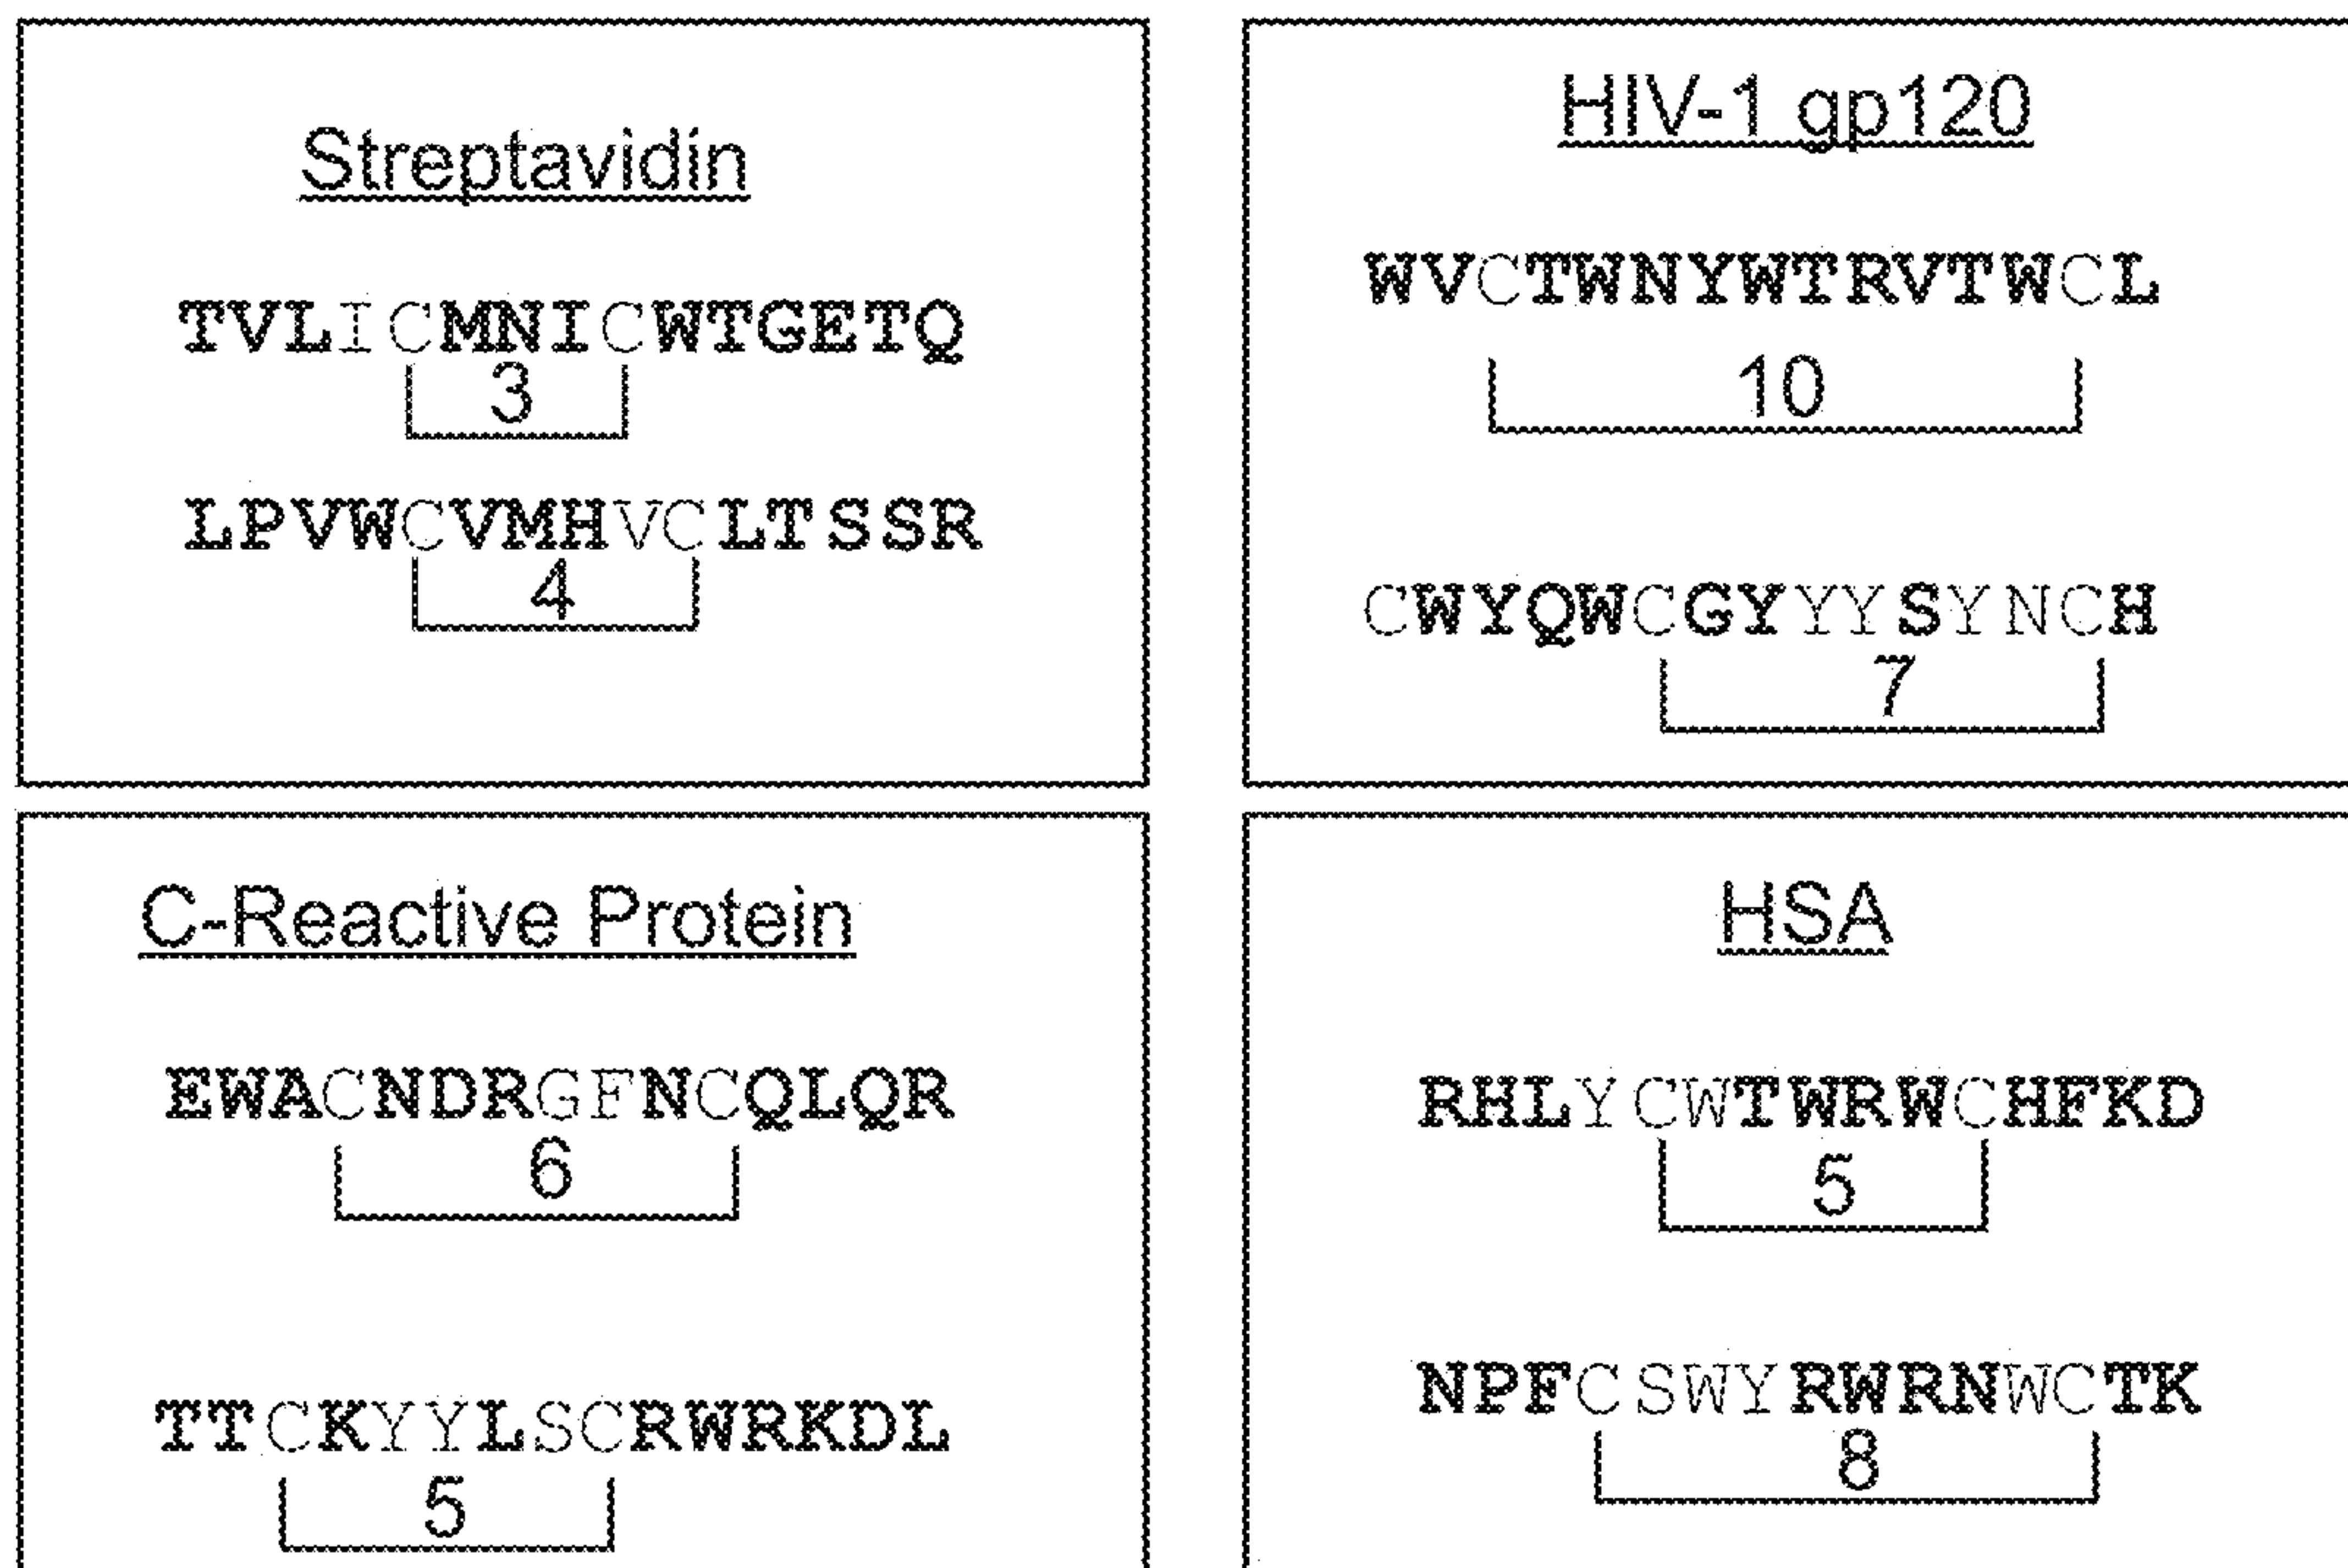 Streptavidin
TVLICMNICWTGETQ
3
LPVWCVMHVCLTSSR
4
HIV-1 gp120
WVCTWNYWTRVTWCL
10
CWYQWCGYYYSYNCH
7
C-Reactive Protein
EWACNDRGFNCQLQR
6
TTCKYYLSCRWRKDL
5
HSA
RHLYCWTWRWCHFKD
5
NPFCSWYRWRNWCTK
8